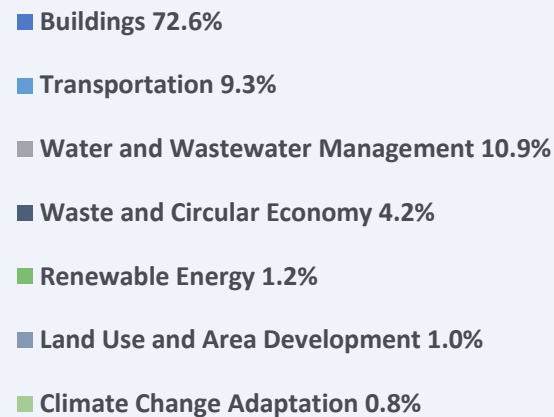 Buildings 72.6%
Transportation 9.3%
Water and Wastewater Management 10.9%
Waste and Circular Economy 4.2%
Renewable Energy 1.2%
Land Use and Area Development 1.0%
Climate Change Adaptation 0.8%